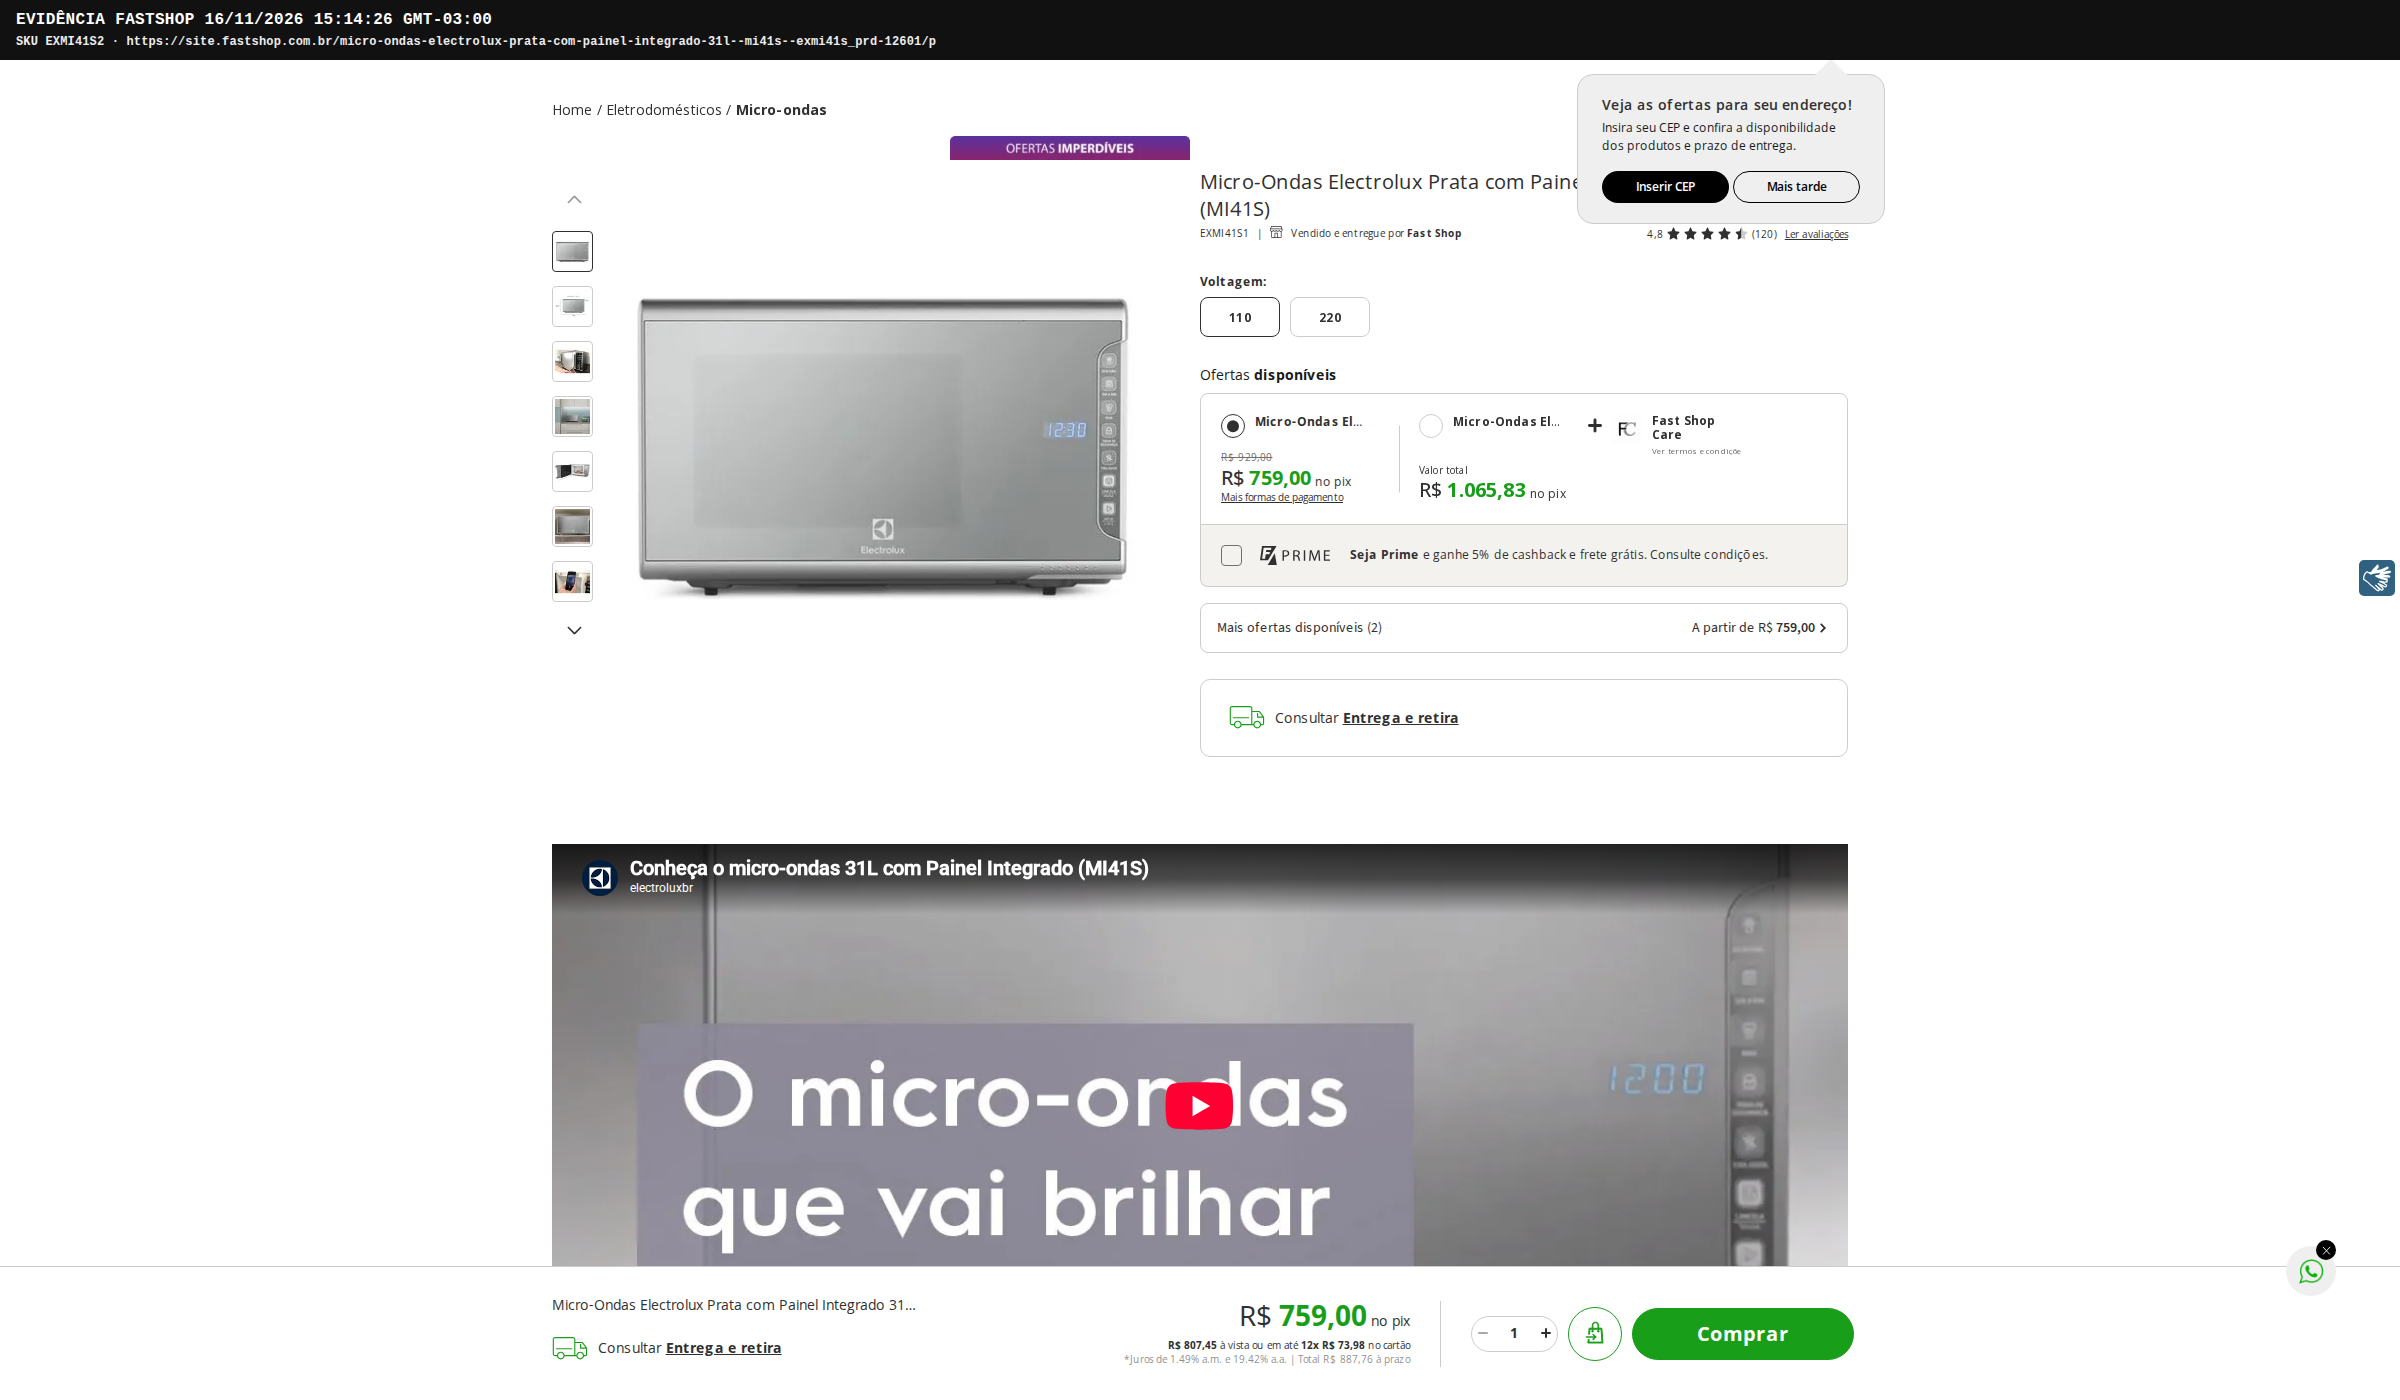 EVIDÊNCIA FASTSHOP 16/11/2026 15:14:26 GMT-03:00
SKU EXMI41S2 · https://site.fastshop.com.br/micro-ondas-electrolux-prata-com-painel-integrado-31l--mi41s--exmi41s_prd-12601/p
Veja as ofertas para seu endereço!
Insira seu CEP e confira a disponibilidade
dos produtos e prazo de entrega.
Inserir CEP
Mais tarde
Home / Eletrodomésticos / Micro-ondas
OFERTAS IMPERDÍVEIS
Micro-Ondas Electrolux Prata com Paine
(MI41S)
EXMI41S1 | Vendido e entregue por Fast Shop
4,8 (120) Ler avaliações
Voltagem:
110
220
Ofertas disponíveis
Micro-Ondas El...
R$ 929,00
R$ 759,00 no pix
Mais formas de pagamento
Micro-Ondas El...
+
FC
Fast Shop
Care
Ver termos e condiçõe
Valor total
R$ 1.065,83 no pix
PRIME
Seja Prime e ganhe 5% de cashback e frete grátis. Consulte condições.
Mais ofertas disponíveis (2)
A partir de R$ 759,00
Consultar Entrega e retira
12:30
Electrolux
Conheça o micro-ondas 31L com Painel Integrado (MI41S)
electroluxbr
O micro-ondas
que vai brilhar
1200
Micro-Ondas Electrolux Prata com Painel Integrado 31...
Consultar Entrega e retira
R$ 759,00 no pix
R$ 807,45 à vista ou em até 12x R$ 73,98 no cartão
*Juros de 1.49% a.m. e 19.42% a.a. | Total R$ 887,76 à prazo
− 1 +
Comprar